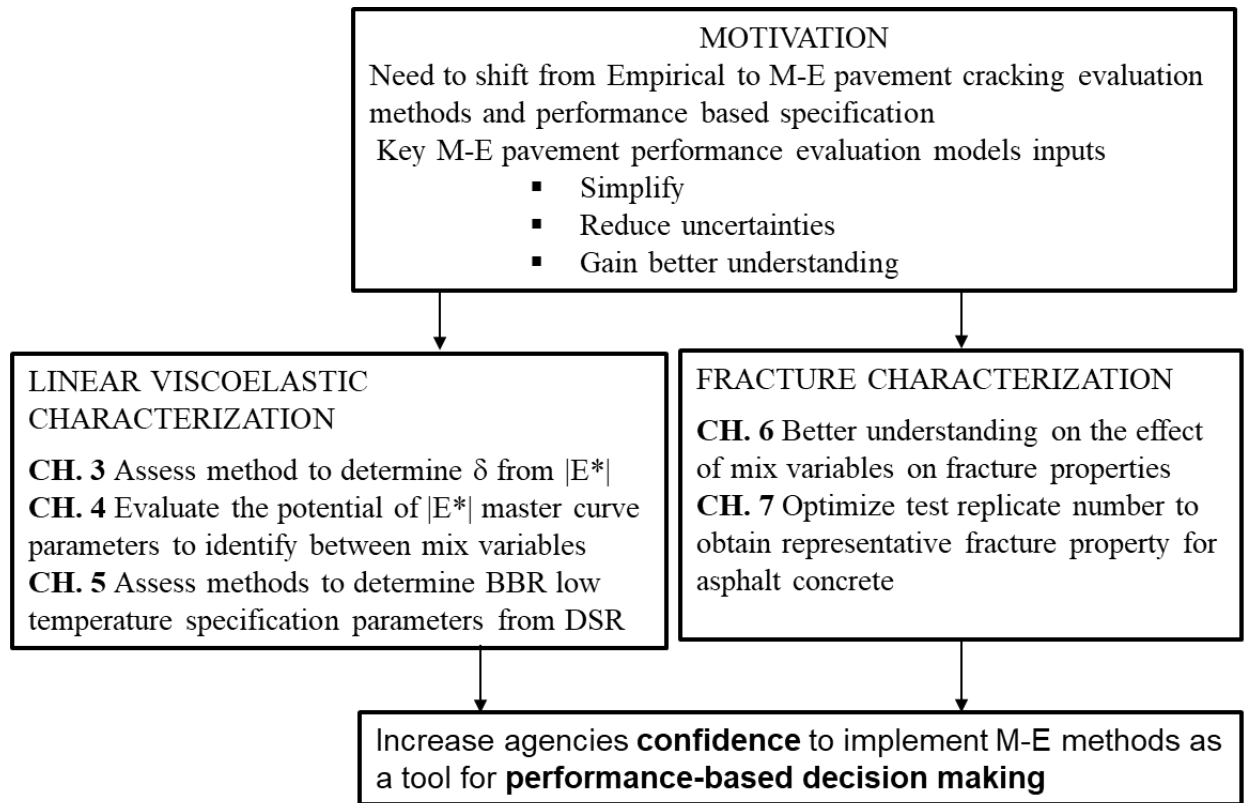 MOTIVATION
Need to shift from Empirical to M-E pavement cracking evaluation
methods and performance based specification
Key M-E pavement performance evaluation models inputs
▪ Simplify
▪ Reduce uncertainties
▪ Gain better understanding
LINEAR VISCOELASTIC
CHARACTERIZATION
CH. 3 Assess method to determine δ from |E*|
CH. 4 Evaluate the potential of |E*| master curve
parameters to identify between mix variables
CH. 5 Assess methods to determine BBR low
temperature specification parameters from DSR
FRACTURE CHARACTERIZATION
CH. 6 Better understanding on the effect
of mix variables on fracture properties
CH. 7 Optimize test replicate number to
obtain representative fracture property for
asphalt concrete
Increase agencies confidence to implement M-E methods as
a tool for performance-based decision making